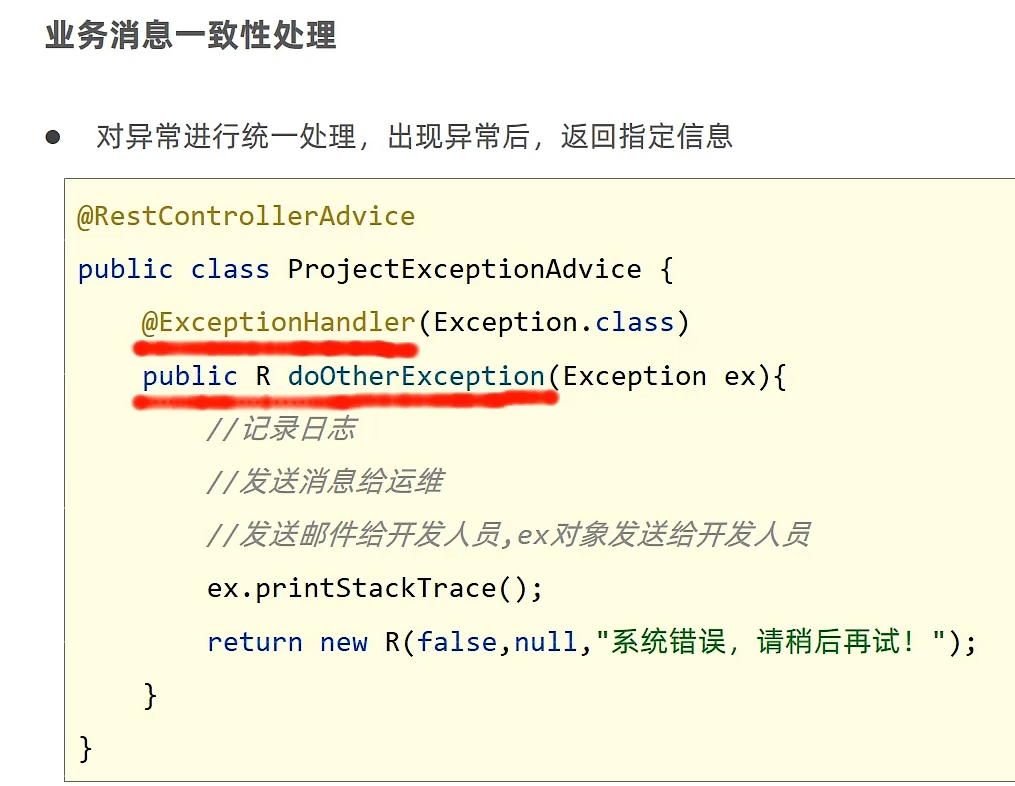 业务消息一致性处理
● 对异常进行统一处理，出现异常后，返回指定信息
@RestControllerAdvice
public class ProjectExceptionAdvice {
@ExceptionHandler(Exception.class)
public R doOtherException(Exception ex){
//记录日志
//发送消息给运维
//发送邮件给开发人员,ex对象发送给开发人员
ex.printStackTrace();
return new R(false,null,"系统错误，请稍后再试！");
}
}